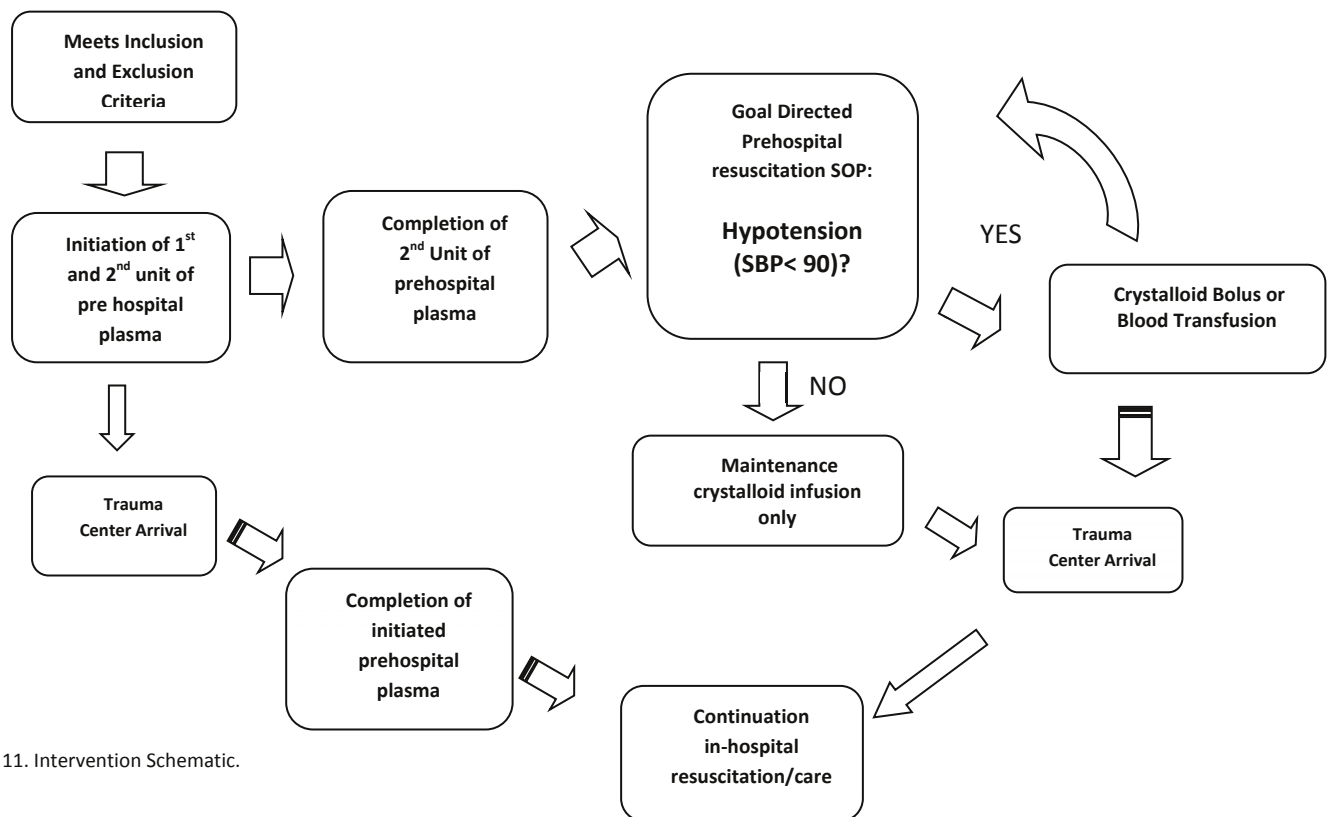 Meets Inclusion
and Exclusion
Criteria
Initiation of 1st
and 2nd unit of
pre hospital
plasma
Completion of
2nd Unit of
prehospital
plasma
Goal Directed
Prehospital
resuscitation SOP:
Hypotension
(SBP< 90)?
YES
Crystalloid Bolus or
Blood Transfusion
NO
Maintenance
crystalloid infusion
only
Trauma
Center Arrival
Trauma
Center Arrival
Completion of
initiated
prehospital
plasma
Continuation
in-hospital
resuscitation/care
11. Intervention Schematic.